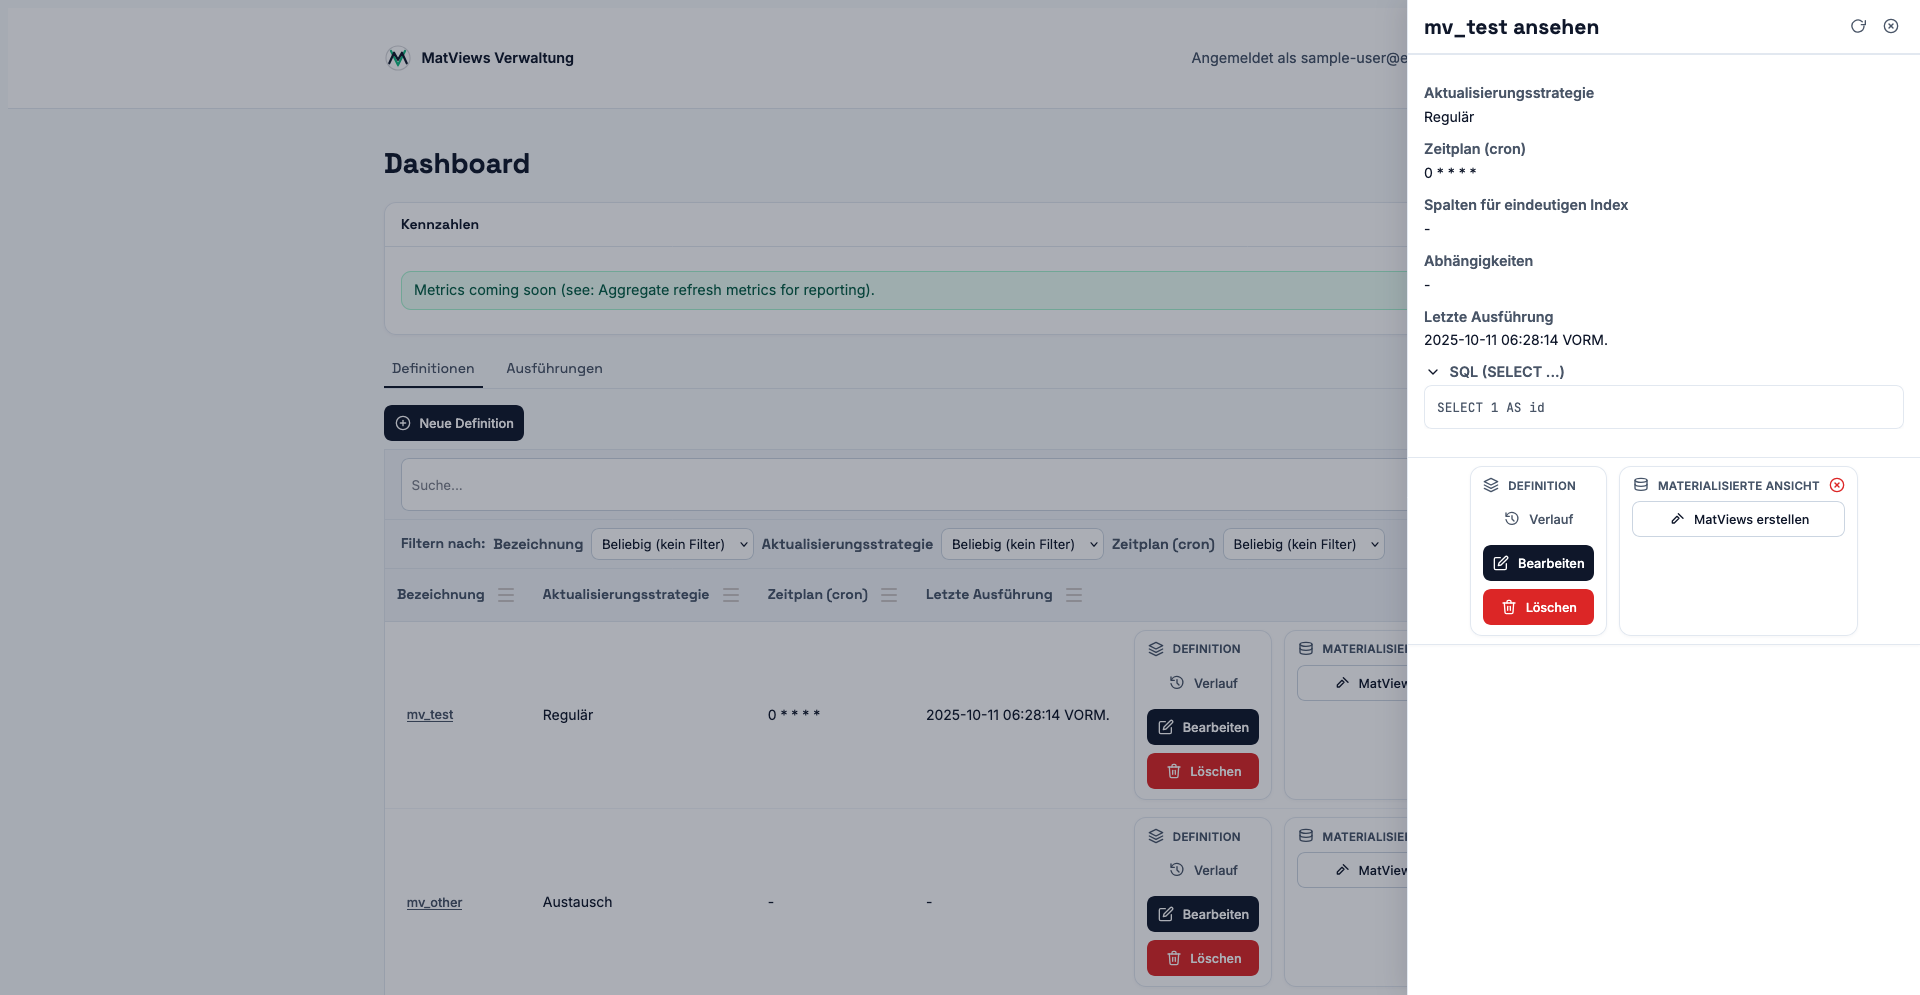 MatViews Verwaltung
Angemeldet als sample-user@e
Dashboard
Kennzahlen
Metrics coming soon (see: Aggregate refresh metrics for reporting).
Definitionen
Ausführungen
Neue Definition
Suche...
Filtern nach:
Bezeichnung
Beliebig (kein Filter)
Aktualisierungsstrategie
Beliebig (kein Filter)
Zeitplan (cron)
Beliebig (kein Filter)
Bezeichnung
Aktualisierungsstrategie
Zeitplan (cron)
Letzte Ausführung
mv_test
Regulär
0 * * * *
2025-10-11 06:28:14 VORM.
DEFINITION
Verlauf
Bearbeiten
Löschen
MATERIALISIE
MatView
mv_other
Austausch
-
-
DEFINITION
Verlauf
Bearbeiten
Löschen
MATERIALISIE
MatView
mv_test ansehen
Aktualisierungsstrategie
Regulär
Zeitplan (cron)
0 * * * *
Spalten für eindeutigen Index
-
Abhängigkeiten
-
Letzte Ausführung
2025-10-11 06:28:14 VORM.
SQL (SELECT ...)
SELECT 1 AS id
DEFINITION
Verlauf
Bearbeiten
Löschen
MATERIALISIERTE ANSICHT
MatViews erstellen